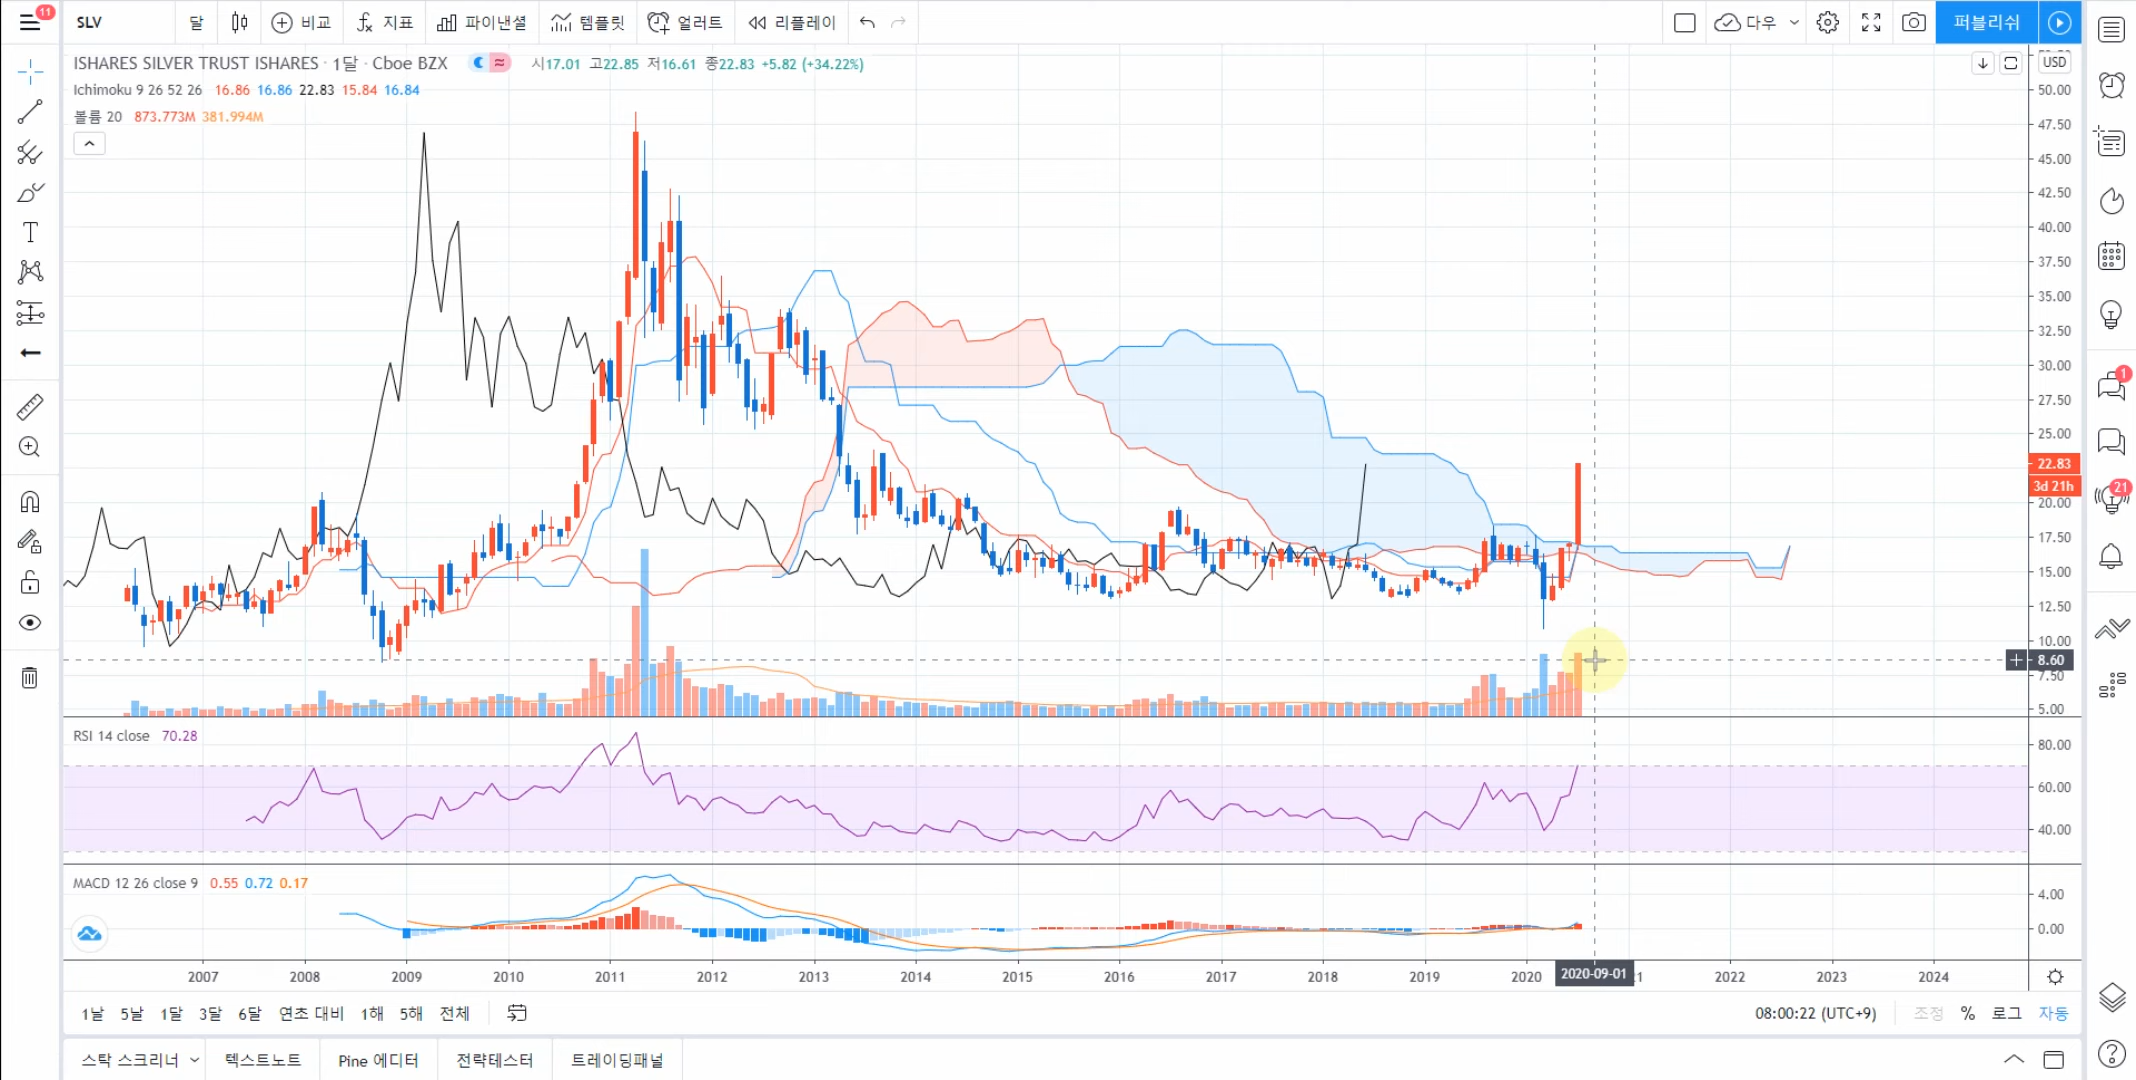 11
SLV
달
비교
지표
파이낸셜
템플릿
얼러트
리플레이
다우
퍼블리쉬
ISHARES SILVER TRUST ISHARES · 1달 · Cboe BZX
시17.01 고22.85 저16.61 종22.83 +5.82 (+34.22%)
Ichimoku 9 26 52 26 16.86 16.86 22.83 15.84 16.84
볼륨 20 873.773M 381.994M
USD
50.00
47.50
45.00
42.50
40.00
37.50
35.00
32.50
30.00
27.50
25.00
22.83
3d 21h
20.00
17.50
15.00
12.50
10.00
8.60
7.50
5.00
RSI 14 close 70.28
80.00
60.00
40.00
MACD 12 26 close 9 0.55 0.72 0.17
4.00
0.00
2007 2008 2009 2010 2011 2012 2013 2014 2015 2016 2017 2018 2019 2020 2020-09-01 2022 2023 2024
1날 5날 1달 3달 6달 연초 대비 1해 5해 전체
08:00:22 (UTC+9) 조정 % 로그 자동
스탁 스크리너 텍스트노트 Pine 에디터 전략테스터 트레이딩패널
1
21